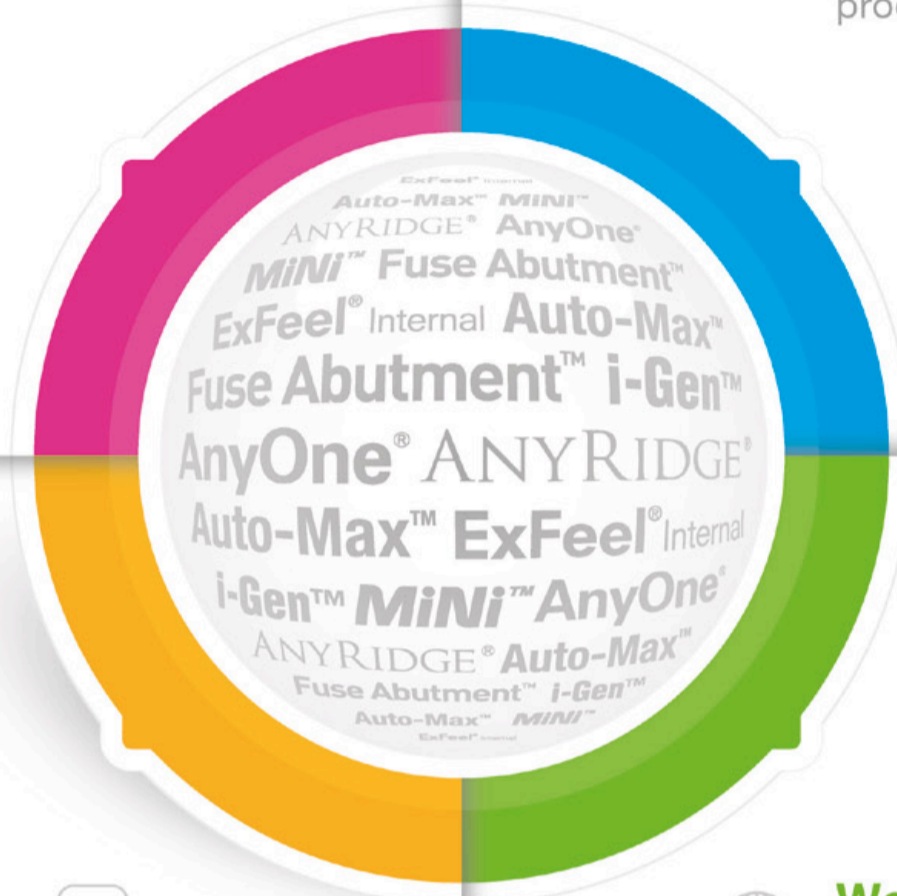 ExFeel® Internal
Auto-Max™ MiNi™
ANYRIDGE® AnyOne®
MiNi™ Fuse Abutment™
ExFeel® Internal Auto-Max™
Fuse Abutment™ i-Gen™
AnyOne® ANYRIDGE®
Auto-Max™ ExFeel® Internal
i-Gen™ MiNi™ AnyOne®
ANYRIDGE® Auto-Max™
Fuse Abutment™ i-Gen™
Auto-Max™ MiNi™
ExFeel® Internal